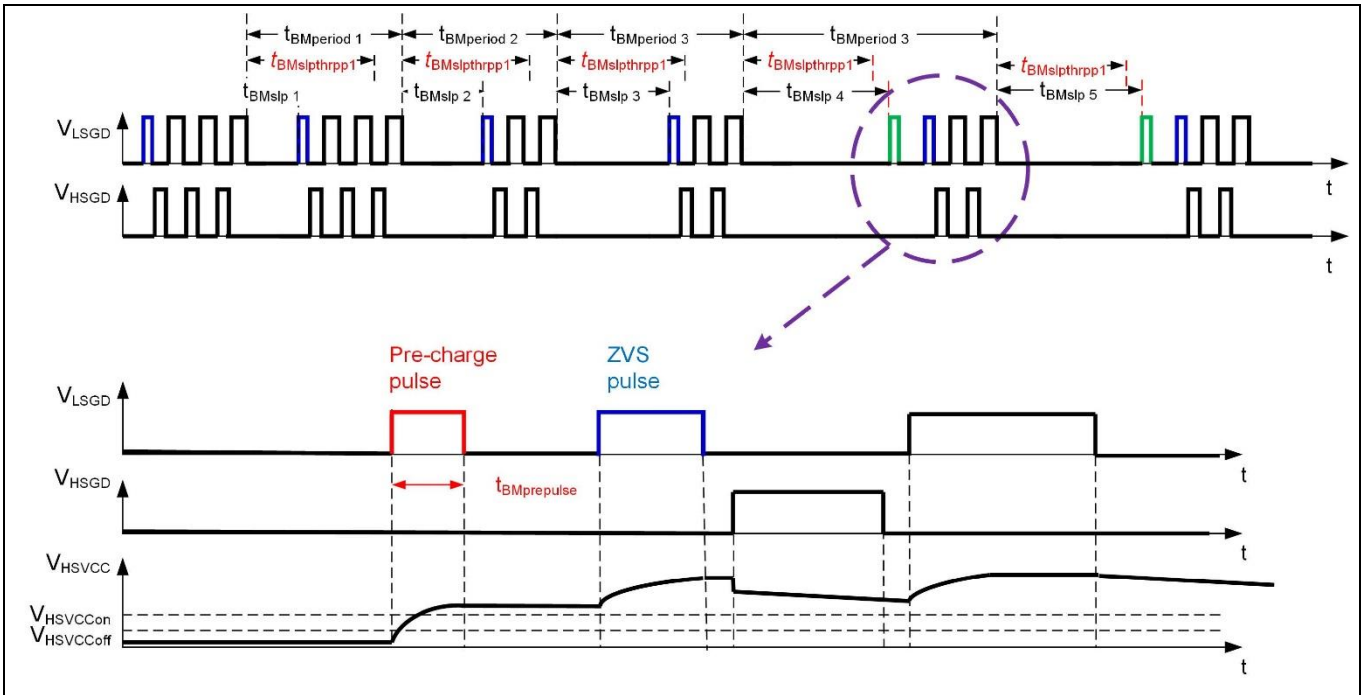 tBMperiod 1 tBMperiod 2 tBMperiod 3 tBMperiod 3
tBMslpthrpp1 tBMslpthrpp1 tBMslpthrpp1 tBMslpthrpp1 tBMslpthrpp1
tBMslp 1 tBMslp 2 tBMslp 3 tBMslp 4 tBMslp 5
VLSGD
t
VHSGD
t
Pre-charge
pulse
ZVS
pulse
VLSGD
t
VHSGD
tBMprepulse
t
VHSVCC
VHSVCCon
VHSVCCoff
t